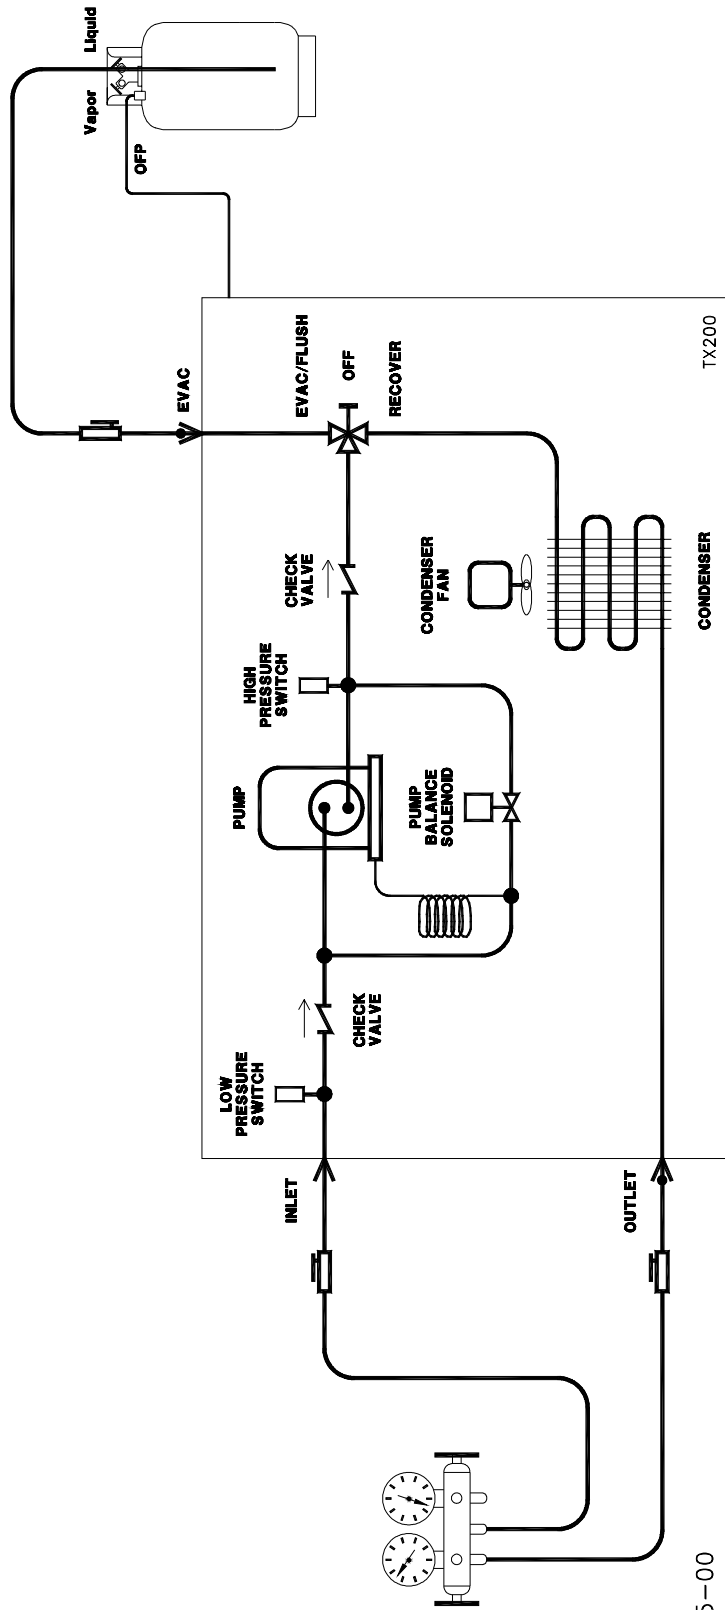 Liquid
Vapor
OFP
EVAC
EVAC/FLUSH
OFF
RECOVER
TX200
CHECK
VALVE
CONDENSER
FAN
CONDENSER
HIGH
PRESSURE
SWITCH
PUMP
PUMP
BALANCE
SOLENOID
CHECK
VALVE
LOW
PRESSURE
SWITCH
INLET
OUTLET
-00